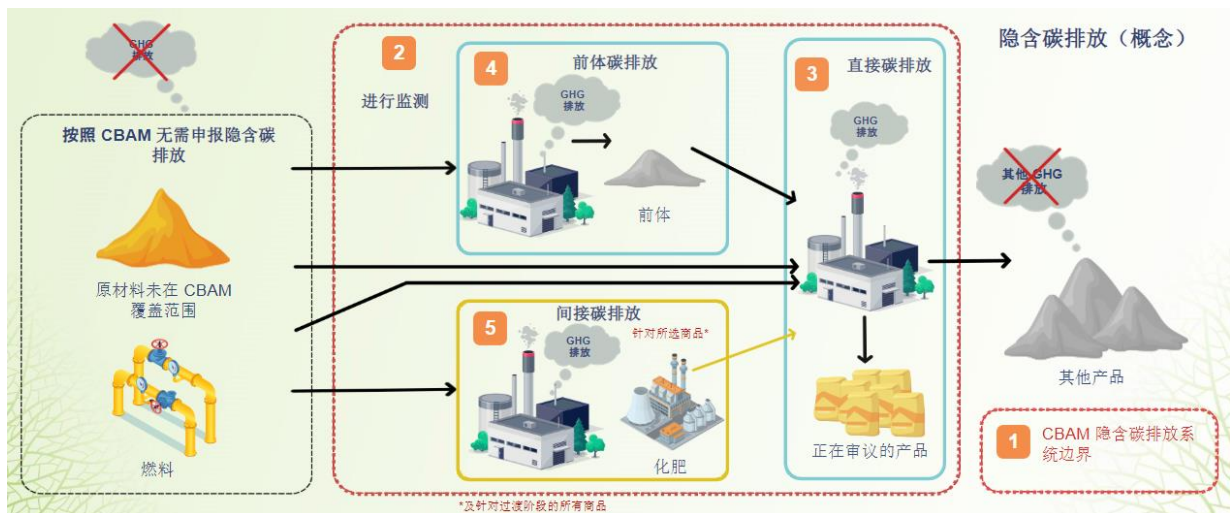 GHG
排放
按照 CBAM 无需申报隐含碳
排放
原材料未在 CBAM
覆盖范围
燃料
2
进行监测
4
前体碳排放
GHG
排放
前体
5
间接碳排放
GHG
排放
针对所选商品*
化肥
*及针对过渡阶段的所有商品
3
直接碳排放
GHG
排放
正在审议的产品
隐含碳排放（概念）
其他 GHG
排放
其他产品
1
CBAM 隐含碳排放系
统边界